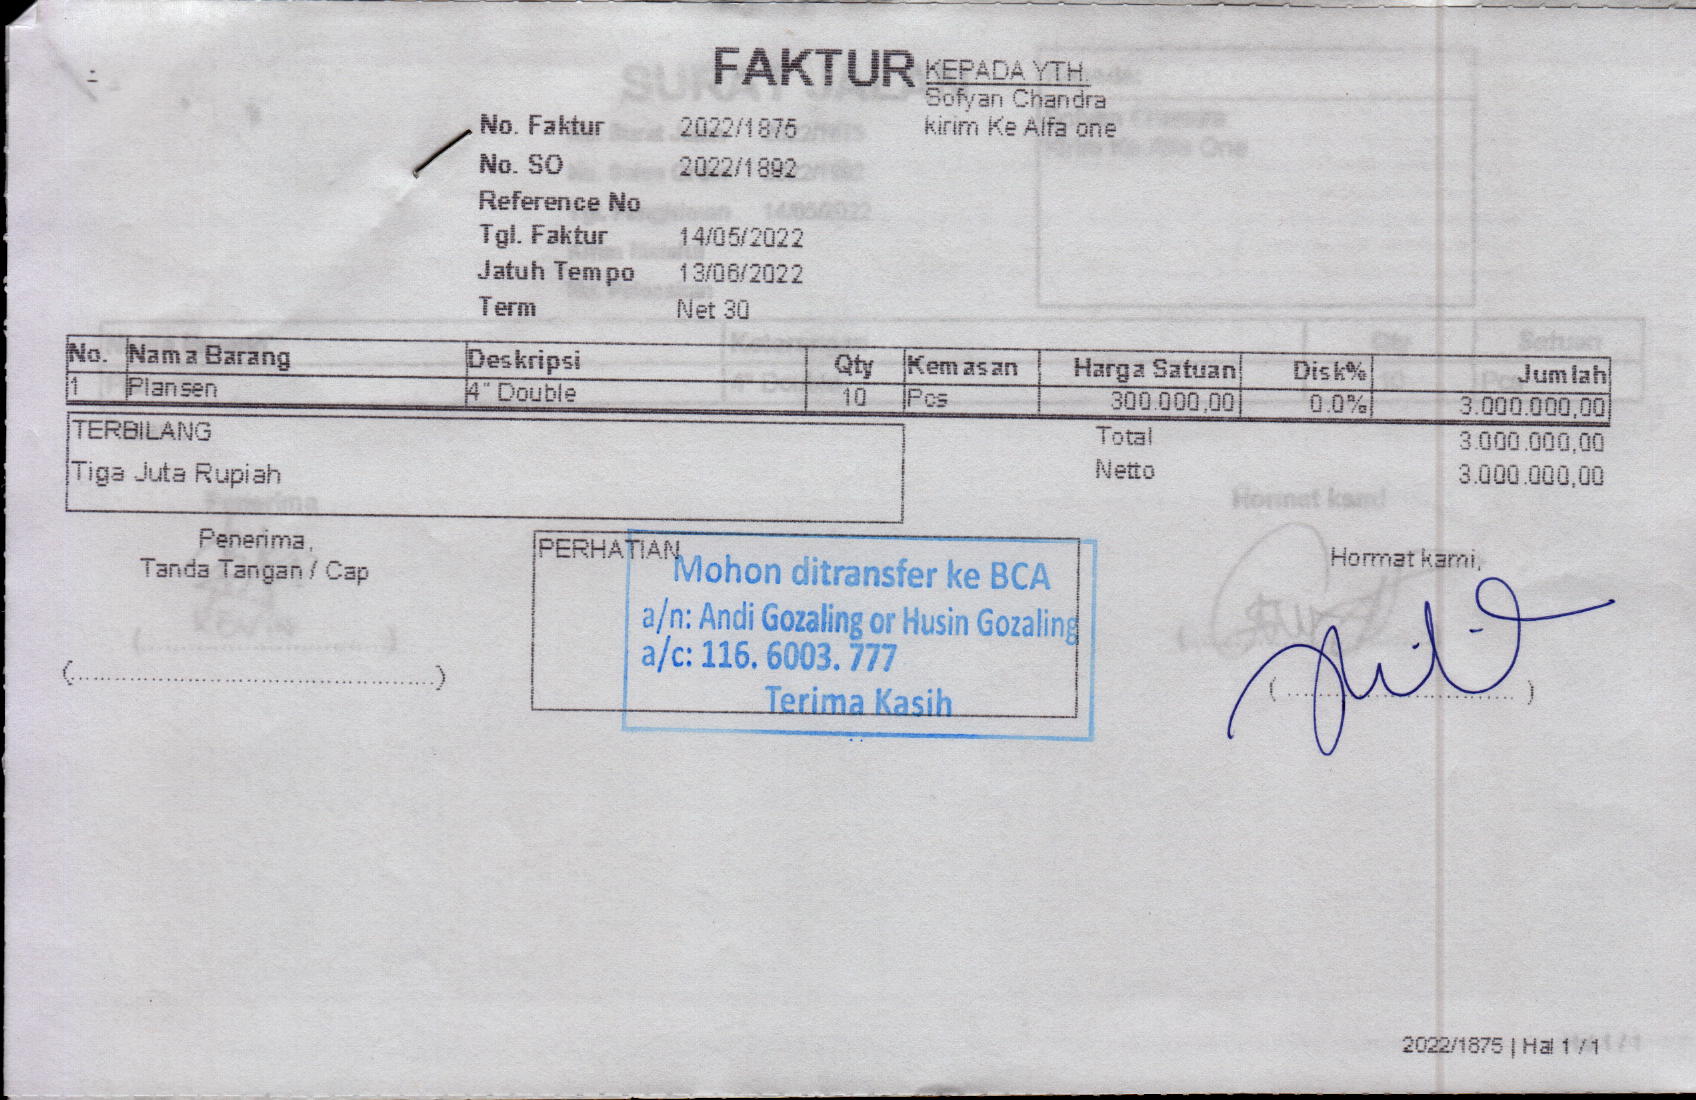 FAKTUR
KEPADA YTH.
Sofyan Chandra
kirim Ke Alfa one
No. Faktur 2022/1875
No. SO 2022/1892
Reference No
Tgl. Faktur 14/05/2022
Jatuh Tempo 13/06/2022
Term Net 30
No. Nama Barang Deskripsi Qty Kemasan Harga Satuan Disk% Jumlah
1 Plansen 4" Double 10 Pcs 300.000,00 0.0% 3.000.000,00
TERBILANG
Tiga Juta Rupiah
Total 3.000.000,00
Netto 3.000.000,00
Penerima,
Tanda Tangan / Cap
(............................................)
PERHATIAN
Mohon ditransfer ke BCA
a/n: Andi Gozaling or Husin Gozaling
a/c: 116. 6003. 777
Terima Kasih
Hormat kami,
(............................)
2022/1875 | Hal 1 / 1